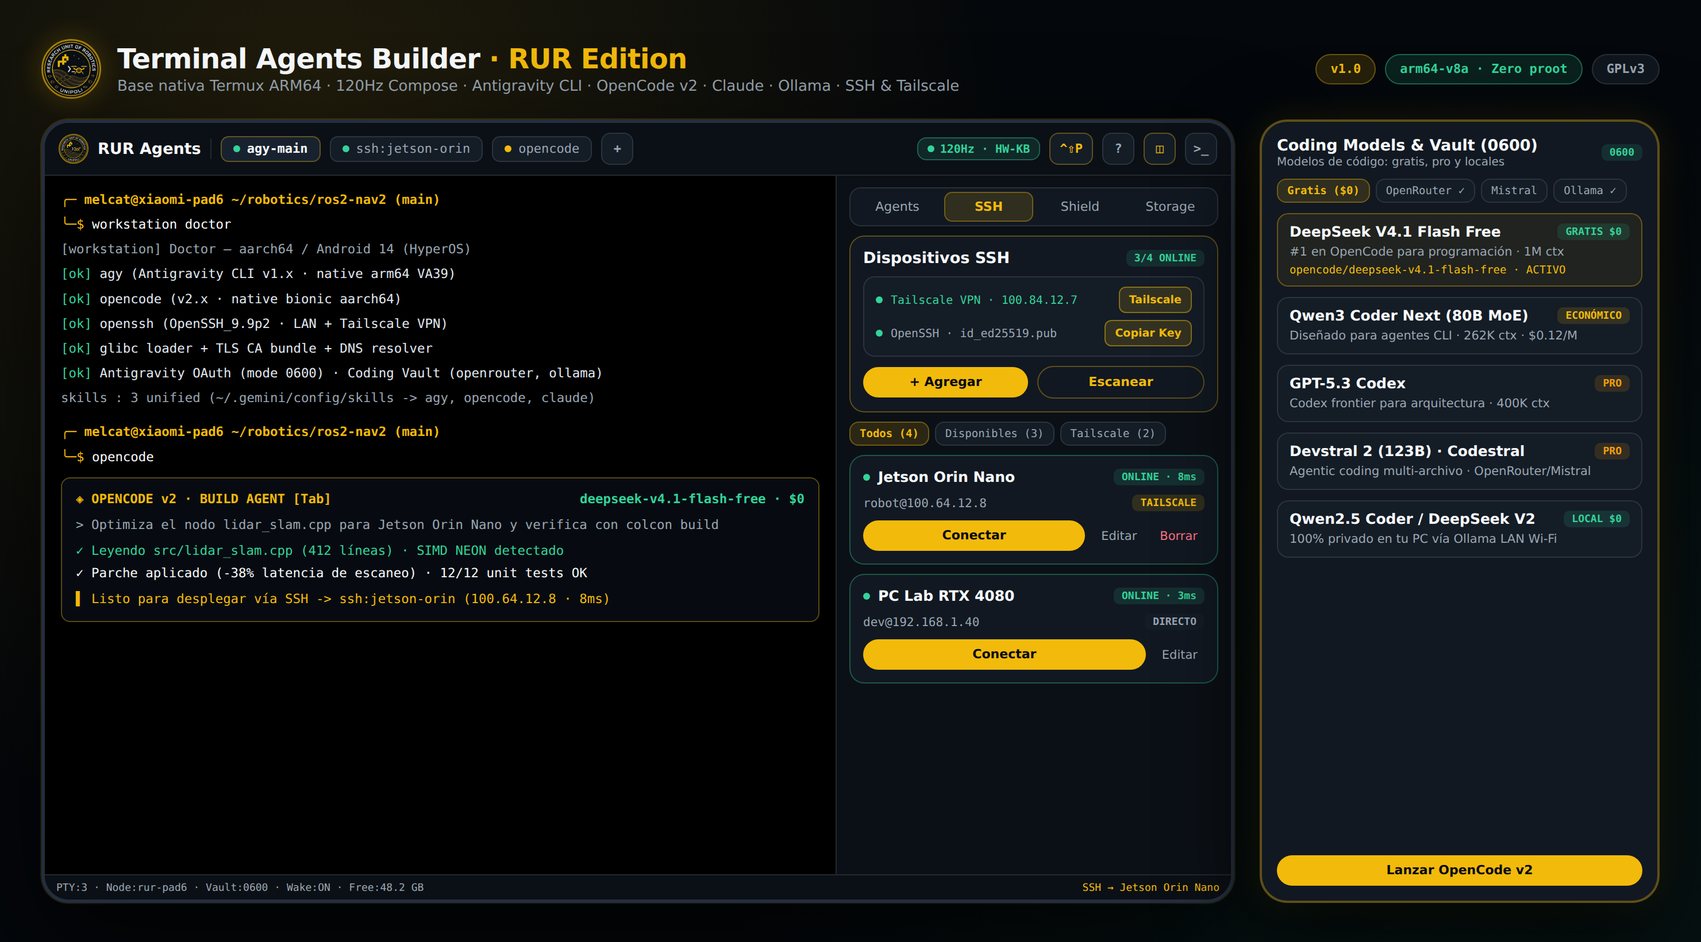 Terminal Agents Builder · RUR Edition
Base nativa Termux ARM64 · 120Hz Compose · Antigravity CLI · OpenCode v2 · Claude · Ollama · SSH & Tailscale
v1.0
arm64-v8a · Zero proot
GPLv3
RUR Agents
agy-main
ssh:jetson-orin
opencode
+
120Hz · HW-KB
^⇧P
?
◫
>_
╭─ melcat@xiaomi-pad6 ~/robotics/ros2-nav2 (main)
╰─$ workstation doctor
[workstation] Doctor — aarch64 / Android 14 (HyperOS)
[ok] agy (Antigravity CLI v1.x · native arm64 VA39)
[ok] opencode (v2.x · native bionic aarch64)
[ok] openssh (OpenSSH_9.9p2 · LAN + Tailscale VPN)
[ok] glibc loader + TLS CA bundle + DNS resolver
[ok] Antigravity OAuth (mode 0600) · Coding Vault (openrouter, ollama)
skills : 3 unified (~/.gemini/config/skills -> agy, opencode, claude)
╭─ melcat@xiaomi-pad6 ~/robotics/ros2-nav2 (main)
╰─$ opencode
◈ OPENCODE v2 · BUILD AGENT [Tab]
deepseek-v4.1-flash-free · $0
> Optimiza el nodo lidar_slam.cpp para Jetson Orin Nano y verifica con colcon build
✓ Leyendo src/lidar_slam.cpp (412 líneas) · SIMD NEON detectado
✓ Parche aplicado (-38% latencia de escaneo) · 12/12 unit tests OK
▌ Listo para desplegar vía SSH -> ssh:jetson-orin (100.64.12.8 · 8ms)
PTY:3 · Node:rur-pad6 · Vault:0600 · Wake:ON · Free:48.2 GB
SSH → Jetson Orin Nano
Agents
SSH
Shield
Storage
Dispositivos SSH
3/4 ONLINE
Tailscale VPN · 100.84.12.7
Tailscale
OpenSSH · id_ed25519.pub
Copiar Key
+ Agregar
Escanear
Todos (4)
Disponibles (3)
Tailscale (2)
Jetson Orin Nano
ONLINE · 8ms
robot@100.64.12.8
TAILSCALE
Conectar
Editar
Borrar
PC Lab RTX 4080
ONLINE · 3ms
dev@192.168.1.40
DIRECTO
Conectar
Editar
Coding Models & Vault (0600)
Modelos de código: gratis, pro y locales
0600
Gratis ($0)
OpenRouter ✓
Mistral
Ollama ✓
DeepSeek V4.1 Flash Free
GRATIS $0
#1 en OpenCode para programación · 1M ctx
opencode/deepseek-v4.1-flash-free · ACTIVO
Qwen3 Coder Next (80B MoE)
ECONÓMICO
Diseñado para agentes CLI · 262K ctx · $0.12/M
GPT-5.3 Codex
PRO
Codex frontier para arquitectura · 400K ctx
Devstral 2 (123B) · Codestral
PRO
Agentic coding multi-archivo · OpenRouter/Mistral
Qwen2.5 Coder / DeepSeek V2
LOCAL $0
100% privado en tu PC vía Ollama LAN Wi-Fi
Lanzar OpenCode v2